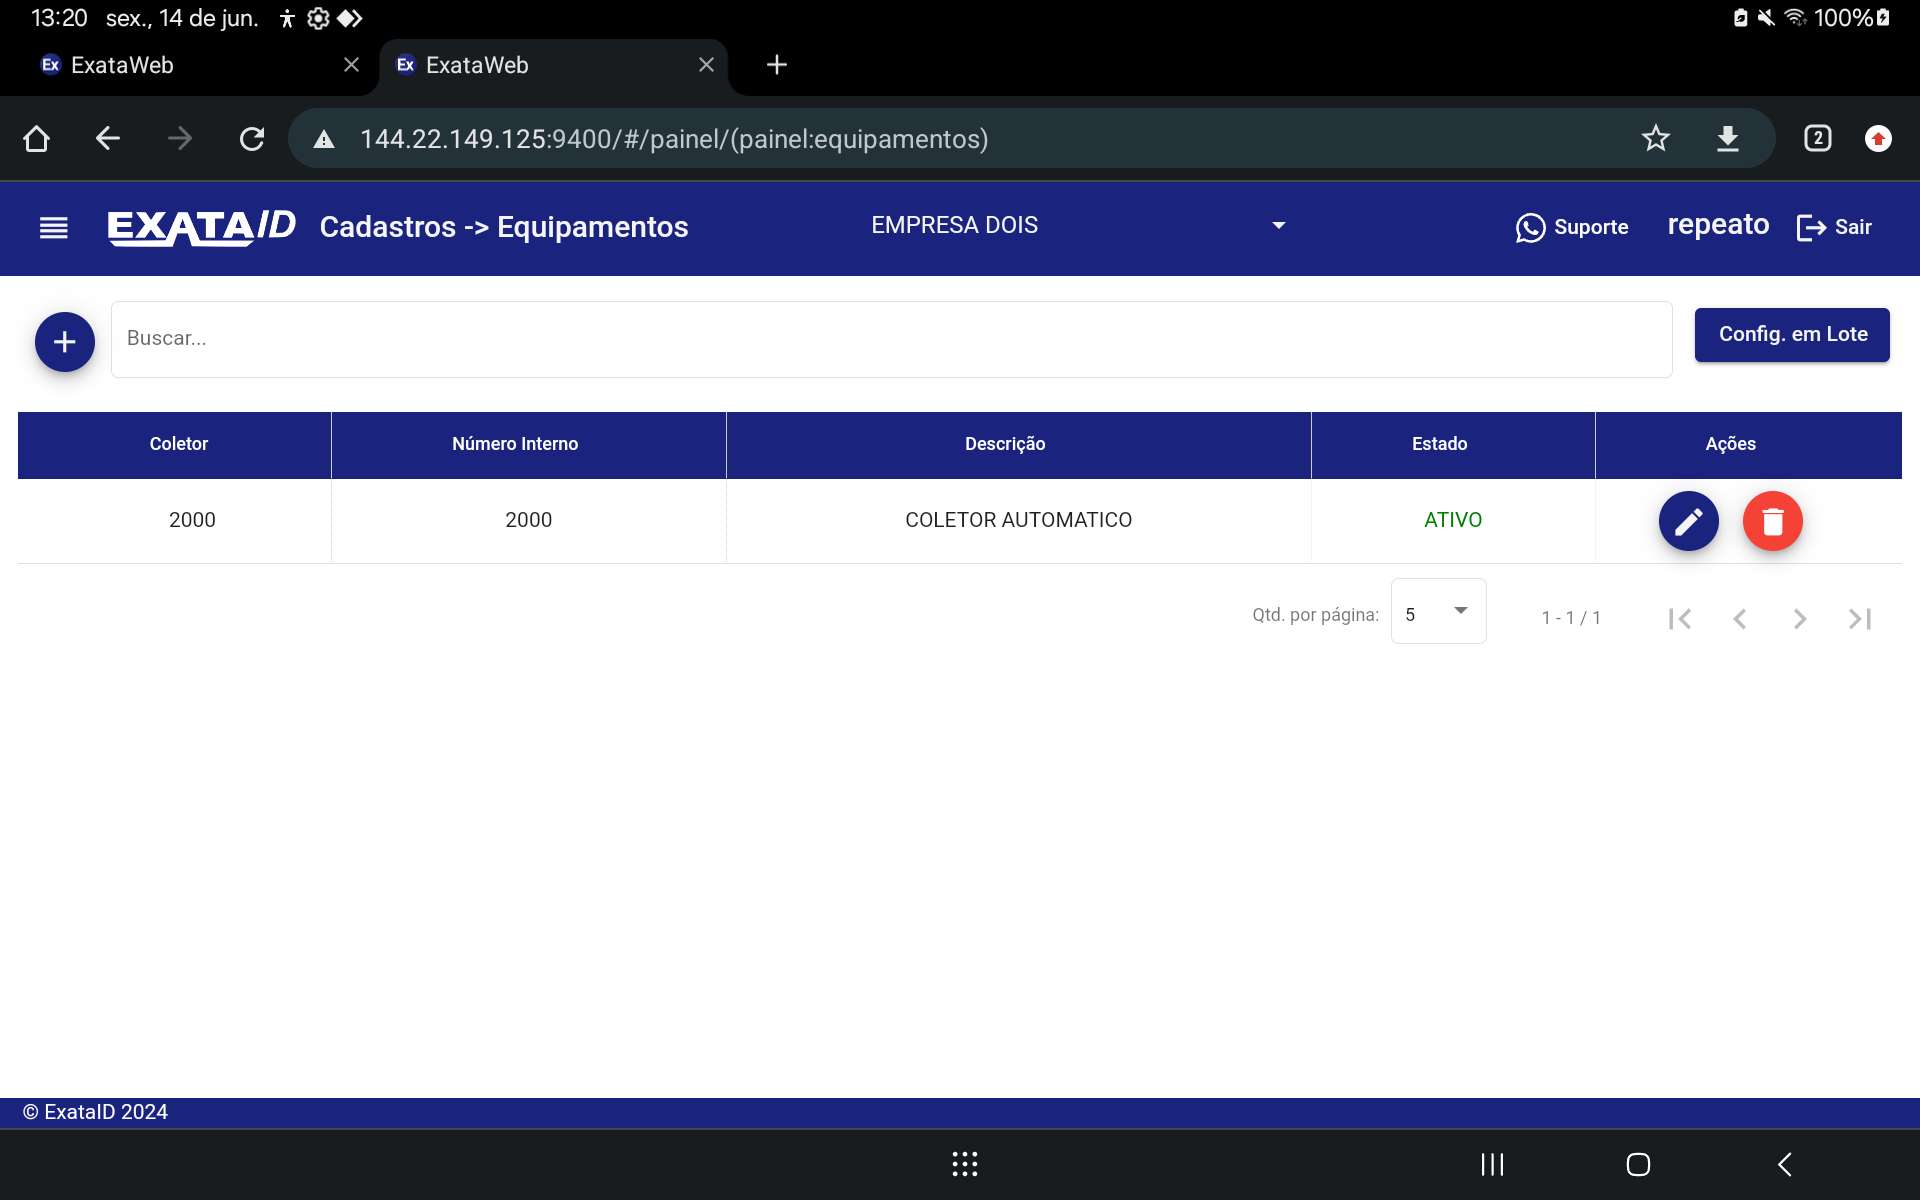 13:20 sex., 14 de jun. 100%
Ex ExataWeb Ex ExataWeb
144.22.149.125:9400/#/painel/(painel:equipamentos) 2
EXATAID Cadastros -> Equipamentos EMPRESA DOIS Suporte repeato Sair
Buscar... Config. em Lote
Coletor Número Interno Descrição Estado Ações
2000 2000 COLETOR AUTOMATICO ATIVO
Qtd. por página: 5 1 - 1 / 1
© ExataID 2024